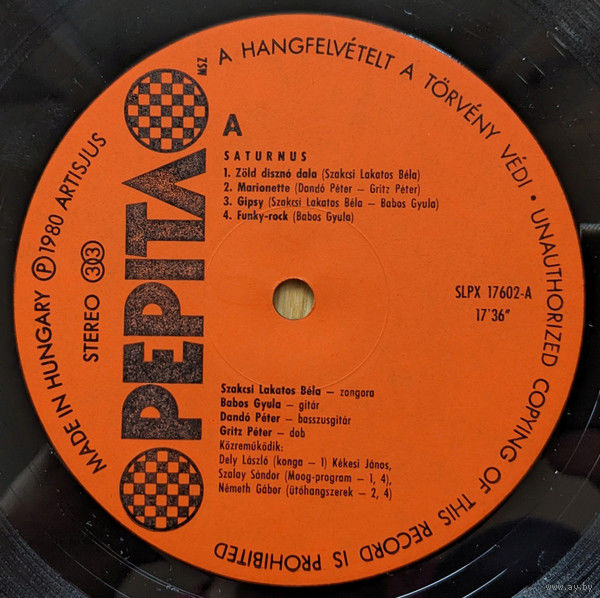 A HANGFELVÉTELT A TÖRVÉNY VÉDI • UNAUTHORIZED COPYING OF THIS RECORD IS PROHIBITED
MADE IN HUNGARY Ⓟ 1980 ARTISJUS
STEREO 33
PEPITA
MSZ
A
SATURNUS
1. Zöld disznó dala (Szakcsi Lakatos Béla)
2. Marionette (Dandó Péter – Gritz Péter)
3. Gipsy (Szakcsi Lakatos Béla – Babos Gyula)
4. Funky-rock (Babos Gyula)
SLPX 17602-A
17'36"
Szakcsi Lakatos Béla – zongora
Babos Gyula – gitár
Dandó Péter – basszusgitár
Gritz Péter – dob
Közreműködik:
Dely László (konga – 1) Kékesi János,
Szalay Sándor (Moog-program – 1, 4),
Németh Gábor (ütőhangszerek – 2, 4)
www.ay.by